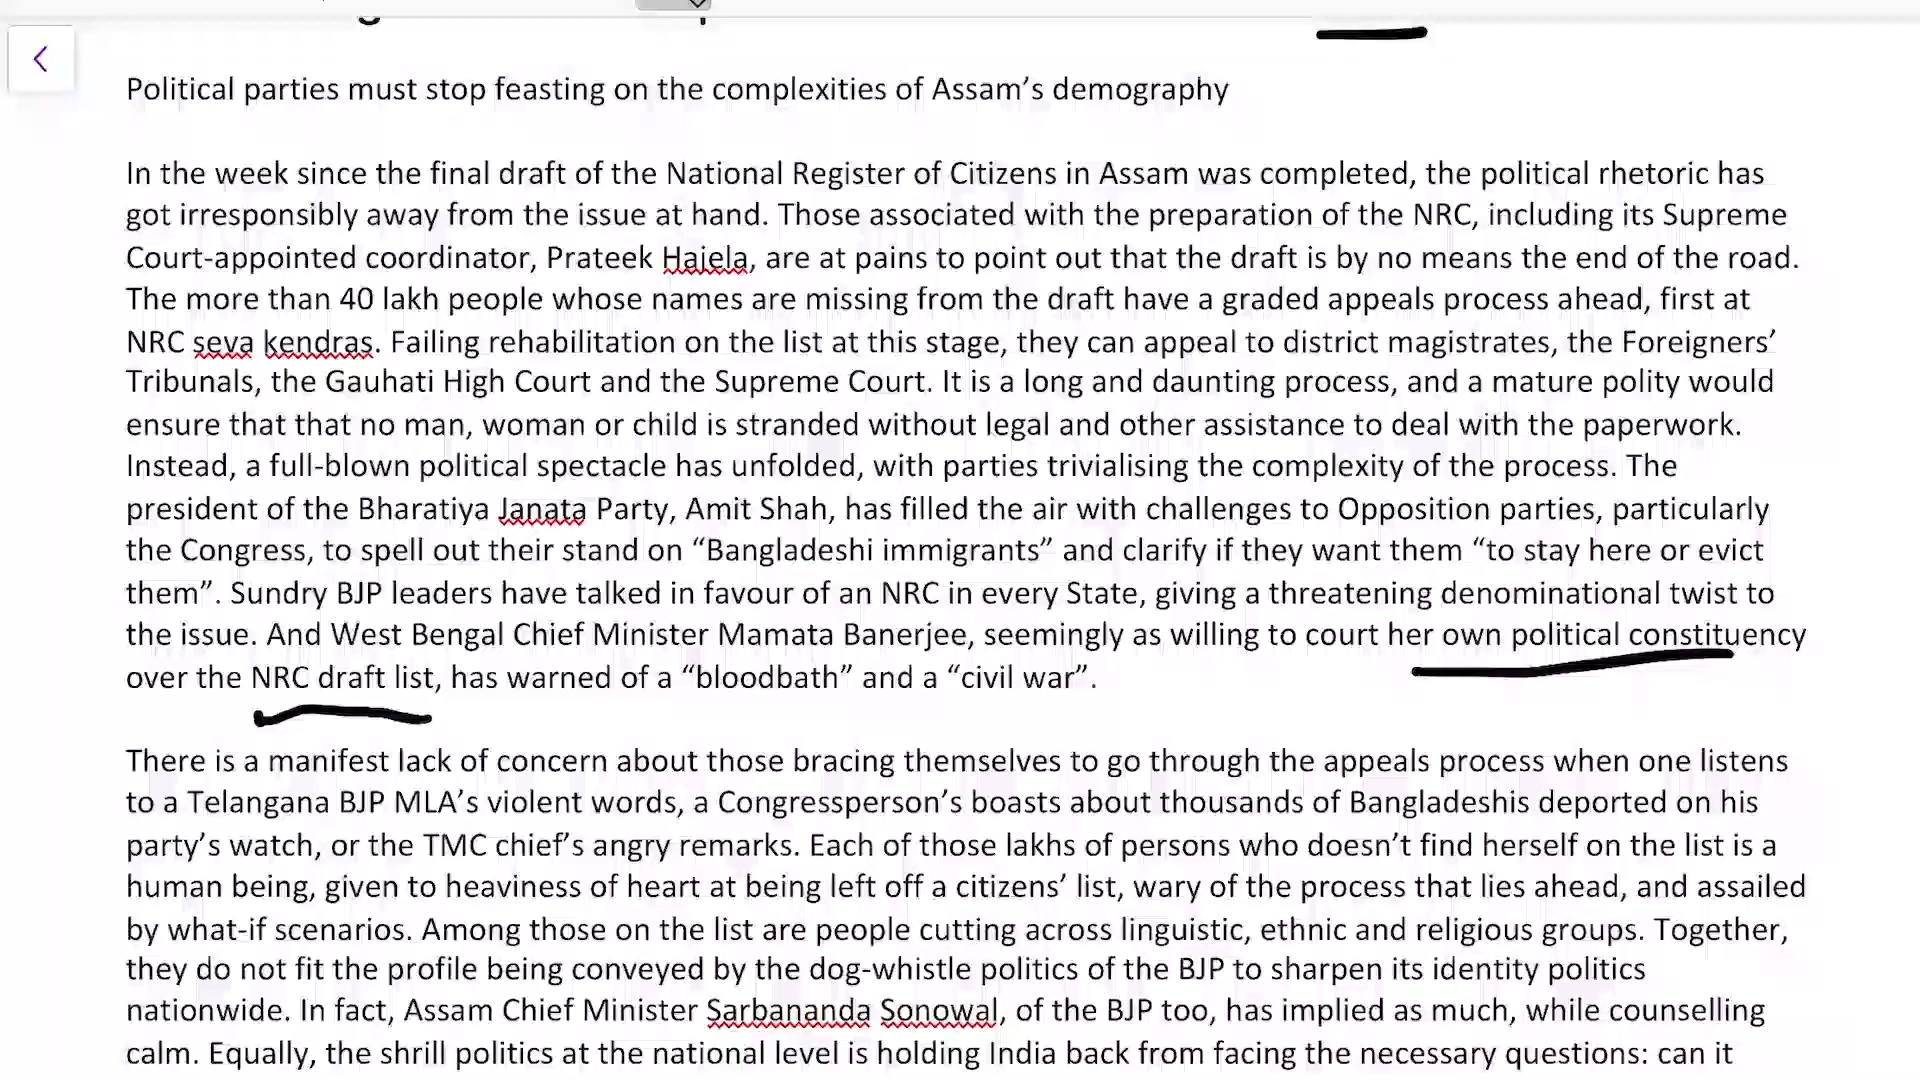 Political parties must stop feasting on the complexities of Assam’s demography
In the week since the final draft of the National Register of Citizens in Assam was completed, the political rhetoric has
got irresponsibly away from the issue at hand. Those associated with the preparation of the NRC, including its Supreme
Court-appointed coordinator, Prateek Hajela, are at pains to point out that the draft is by no means the end of the road.
The more than 40 lakh people whose names are missing from the draft have a graded appeals process ahead, first at
NRC seva kendras. Failing rehabilitation on the list at this stage, they can appeal to district magistrates, the Foreigners’
Tribunals, the Gauhati High Court and the Supreme Court. It is a long and daunting process, and a mature polity would
ensure that that no man, woman or child is stranded without legal and other assistance to deal with the paperwork.
Instead, a full-blown political spectacle has unfolded, with parties trivialising the complexity of the process. The
president of the Bharatiya Janata Party, Amit Shah, has filled the air with challenges to Opposition parties, particularly
the Congress, to spell out their stand on “Bangladeshi immigrants” and clarify if they want them “to stay here or evict
them”. Sundry BJP leaders have talked in favour of an NRC in every State, giving a threatening denominational twist to
the issue. And West Bengal Chief Minister Mamata Banerjee, seemingly as willing to court her own political constituency
over the NRC draft list, has warned of a “bloodbath” and a “civil war”.
There is a manifest lack of concern about those bracing themselves to go through the appeals process when one listens
to a Telangana BJP MLA’s violent words, a Congressperson’s boasts about thousands of Bangladeshis deported on his
party’s watch, or the TMC chief’s angry remarks. Each of those lakhs of persons who doesn’t find herself on the list is a
human being, given to heaviness of heart at being left off a citizens’ list, wary of the process that lies ahead, and assailed
by what-if scenarios. Among those on the list are people cutting across linguistic, ethnic and religious groups. Together,
they do not fit the profile being conveyed by the dog-whistle politics of the BJP to sharpen its identity politics
nationwide. In fact, Assam Chief Minister Sarbananda Sonowal, of the BJP too, has implied as much, while counselling
calm. Equally, the shrill politics at the national level is holding India back from facing the necessary questions: can it